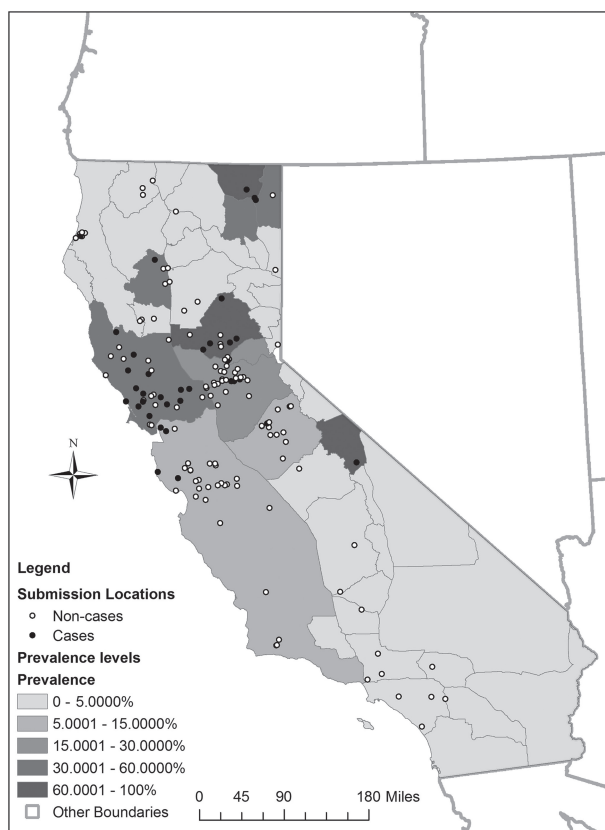 N
Legend
Submission Locations
Non-cases
Cases
Prevalence levels
Prevalence
0 - 5.0000%
5.0001 - 15.0000%
15.0001 - 30.0000%
30.0001 - 60.0000%
60.0001 - 100%
Other Boundaries
0 45 90 180 Miles